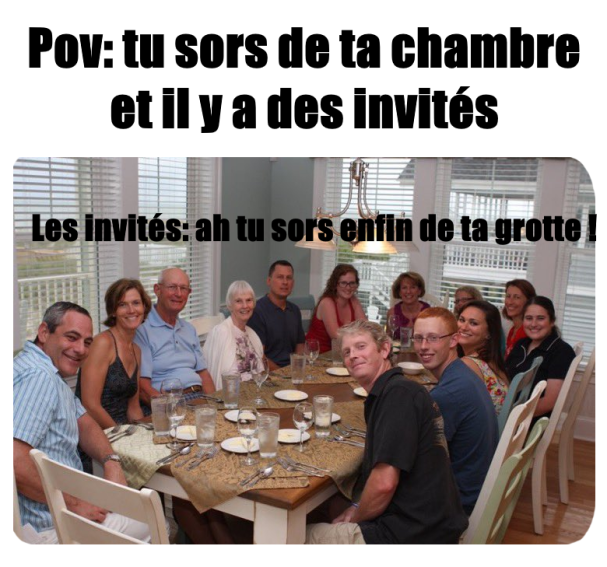 Pov: tu sors de ta chambre
et il y a des invités
Les invités: ah tu sors enfin de ta grotte !